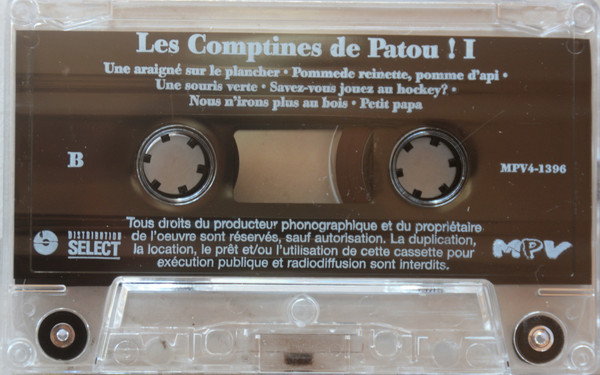 Les Comptines de Patou ! I
Une araigné sur le plancher • Pommede reinette, pomme d'api •
Une souris verte • Savez-vous jouez au hockey? •
Nous n'irons plus au bois • Petit papa
B
MPV4-1396
DISTRIBUTION
SELECT
Tous droits du producteur phonographique et du propriétaire
de l'oeuvre sont réservés, sauf autorisation. La duplication,
la location, le prêt et/ou l'utilisation de cette cassette pour
exécution publique et radiodiffusion sont interdits.
MPV